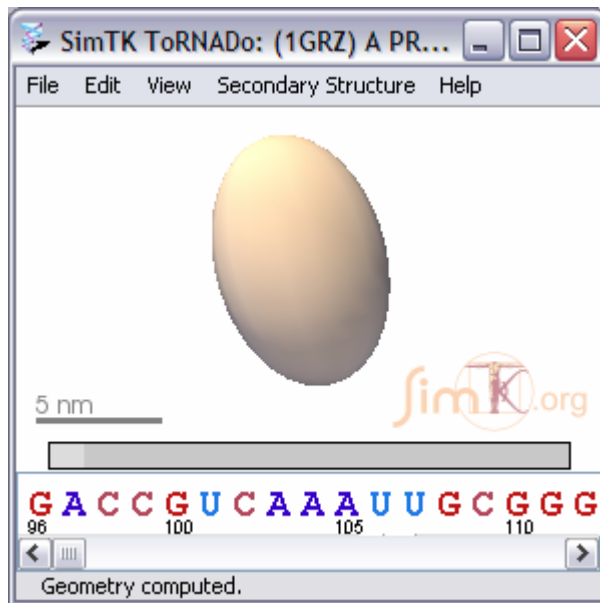 SimTK ToRNADo: (1GRZ) A PR...
File Edit View Secondary Structure Help
5 nm
SimTK.org
G A C C G U C A A A U U G C G G G
96 100 105 110
Geometry computed.